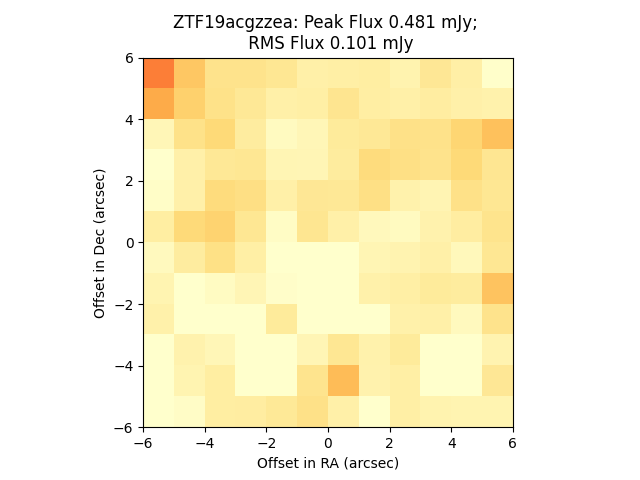 ZTF19acgzzea: Peak Flux 0.481 mJy;
RMS Flux 0.101 mJy
6
4
2
0
−2
−4
−6
Offset in Dec (arcsec)
−6 −4 −2 0 2 4 6
Offset in RA (arcsec)